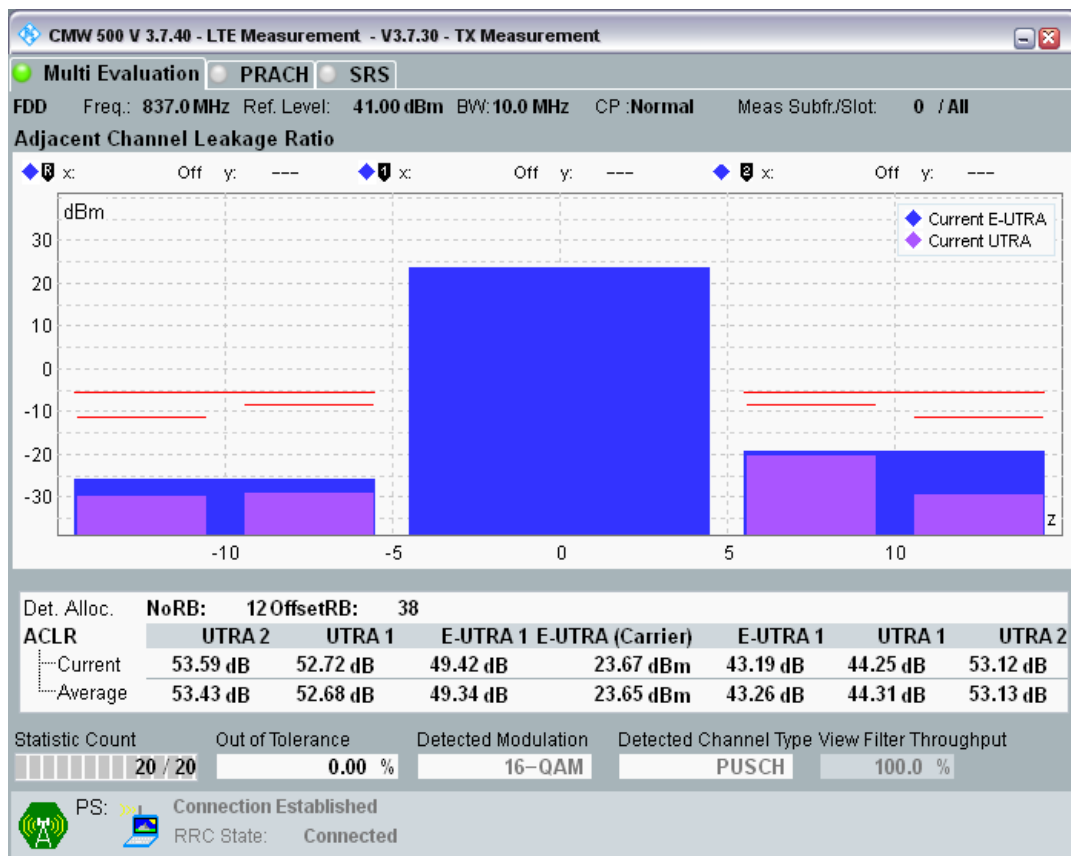 CMW 500 V 3.7.40 - LTE Measurement - V3.7.30 - TX Measurement
Multi Evaluation PRACH SRS
FDD Freq.: 837.0 MHz Ref. Level: 41.00 dBm BW: 10.0 MHz CP :Normal Meas Subfr./Slot: 0 / All
Adjacent Channel Leakage Ratio
R x: Off y: --- 1 x: Off y: --- 2 x: Off y: ---
dBm
Current E-UTRA
Current UTRA
30
20
10
0
-10
-20
-30
z
-10 -5 0 5 10
Det. Alloc. NoRB: 12 OffsetRB: 38
ACLR UTRA 2 UTRA 1 E-UTRA 1 E-UTRA (Carrier) E-UTRA 1 UTRA 1 UTRA 2
Current 53.59 dB 52.72 dB 49.42 dB 23.67 dBm 43.19 dB 44.25 dB 53.12 dB
Average 53.43 dB 52.68 dB 49.34 dB 23.65 dBm 43.26 dB 44.31 dB 53.13 dB
Statistic Count Out of Tolerance Detected Modulation Detected Channel Type View Filter Throughput
20 / 20 0.00 % 16-QAM PUSCH 100.0 %
PS: Connection Established
RRC State: Connected